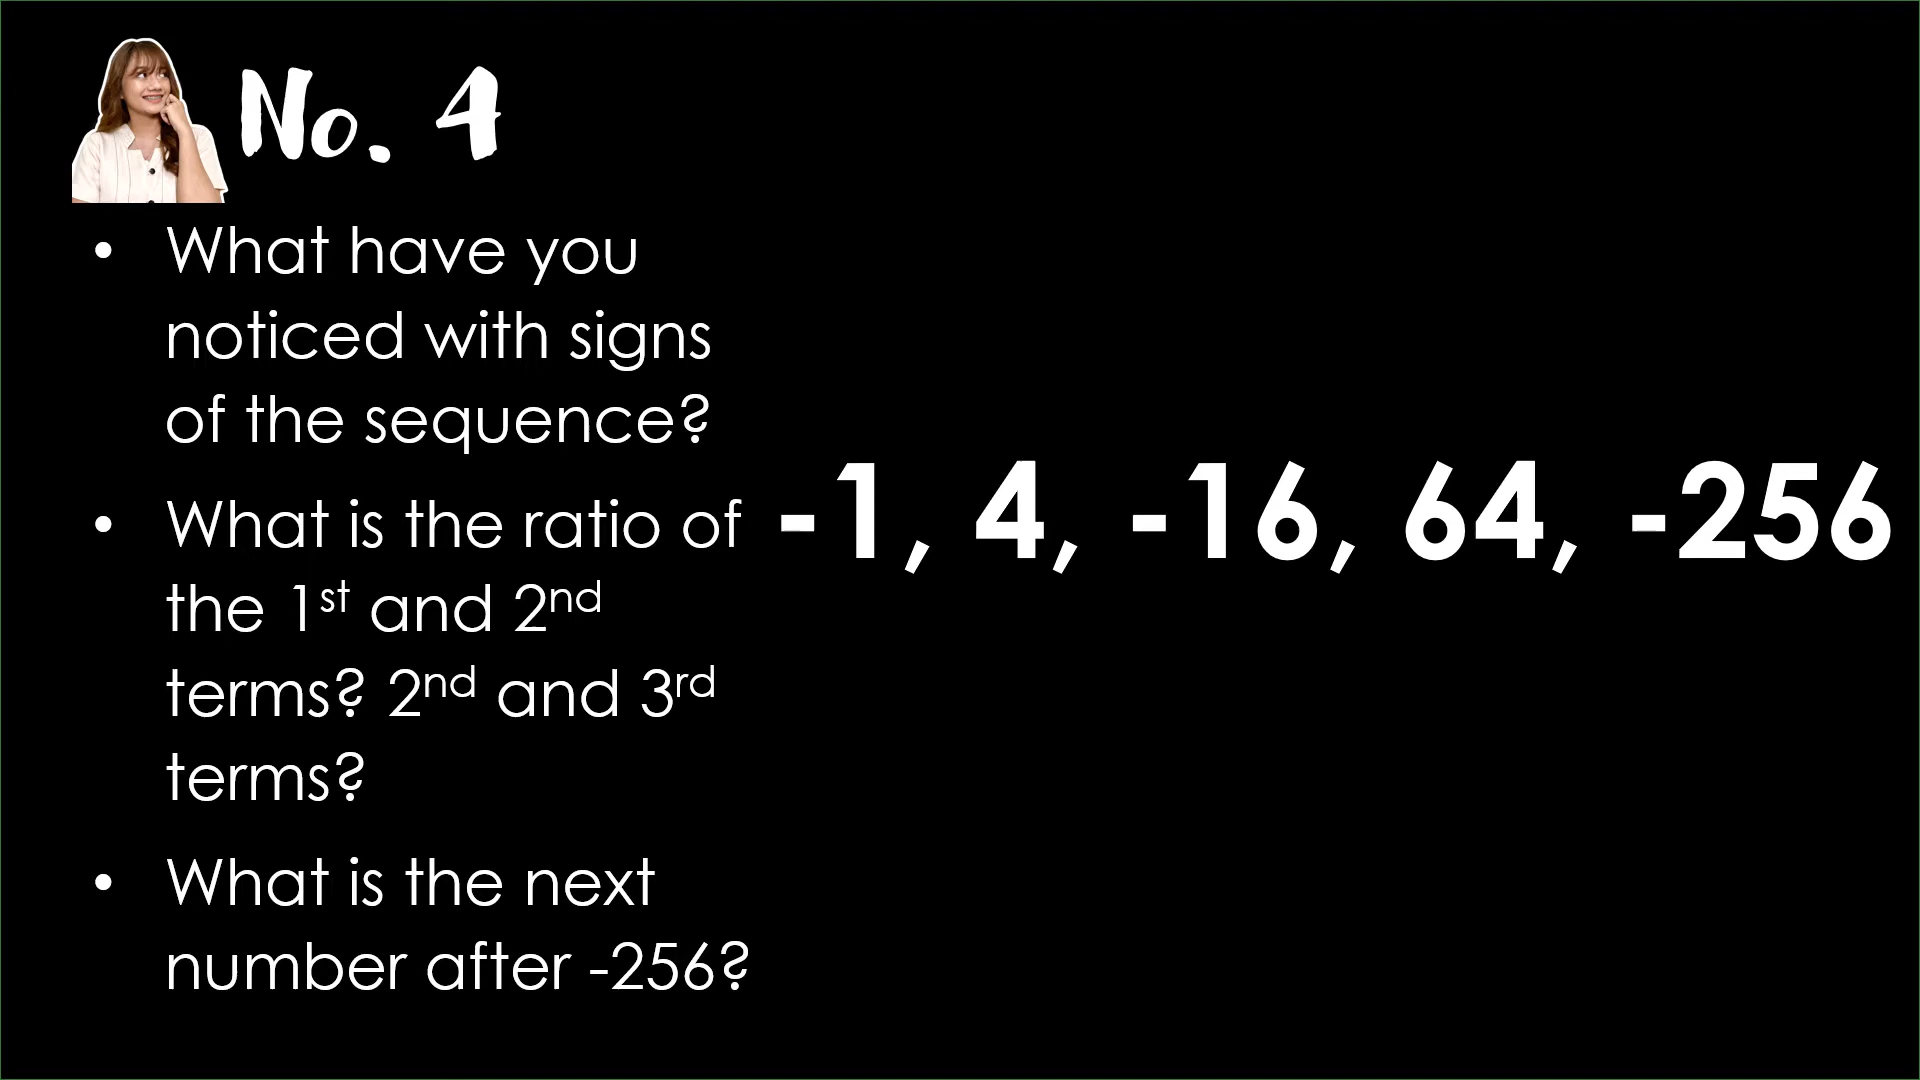 No. 4
• What have you
noticed with signs
of the sequence?
• What is the ratio of
the 1st and 2nd
terms? 2nd and 3rd
terms?
• What is the next
number after -256?
-1, 4, -16, 64, -256